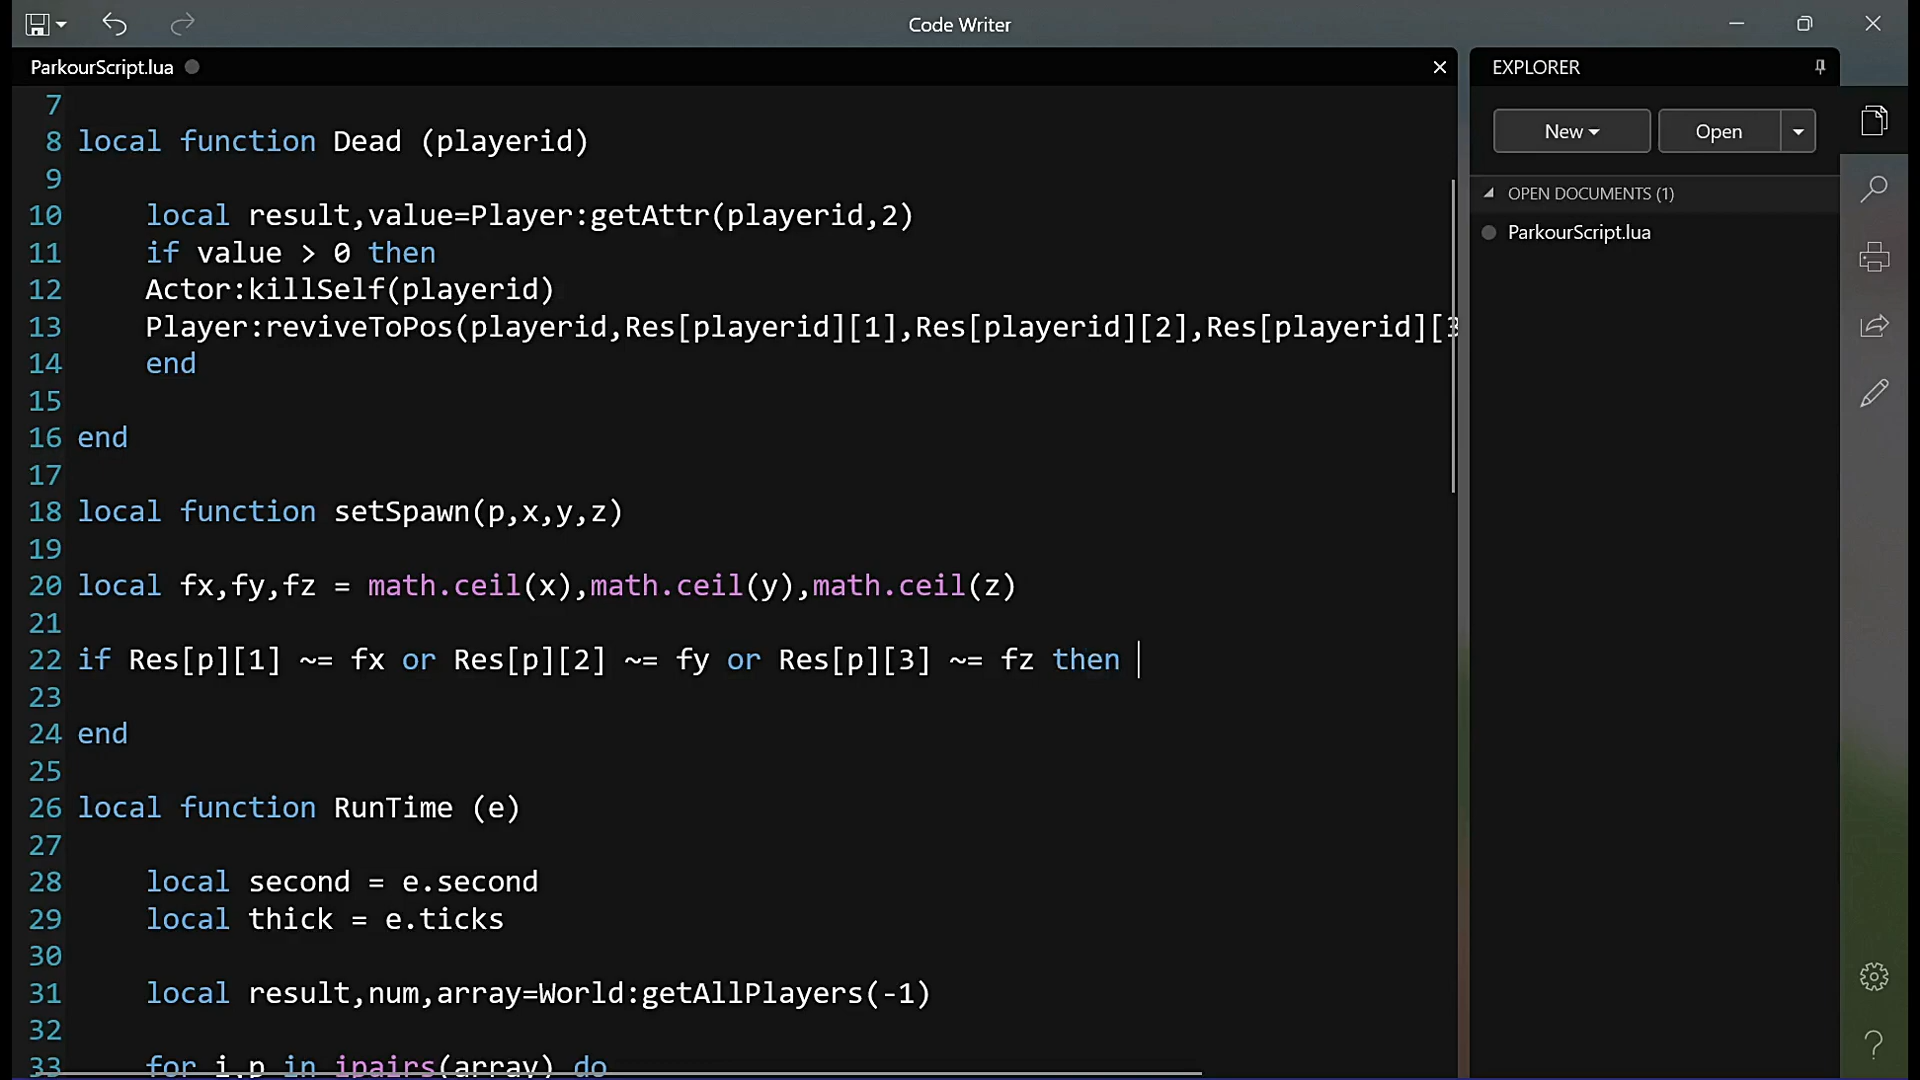 Code Writer
ParkourScript.lua
7
8 local function Dead (playerid)
9
10 local result,value=Player:getAttr(playerid,2)
11 if value > 0 then
12 Actor:killSelf(playerid)
13 Player:reviveToPos(playerid,Res[playerid][1],Res[playerid][2],Res[playerid][3
14 end
15
16 end
17
18 local function setSpawn(p,x,y,z)
19
20 local fx,fy,fz = math.ceil(x),math.ceil(y),math.ceil(z)
21
22 if Res[p][1] ~= fx or Res[p][2] ~= fy or Res[p][3] ~= fz then
23
24 end
25
26 local function RunTime (e)
27
28 local second = e.second
29 local thick = e.ticks
30
31 local result,num,array=World:getAllPlayers(-1)
32
33 for i,p in ipairs(array) do
EXPLORER
New
Open
OPEN DOCUMENTS (1)
ParkourScript.lua